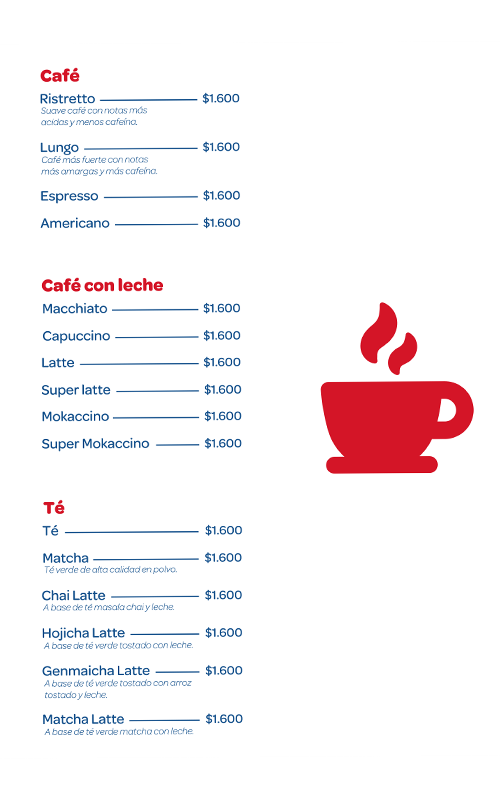 Café
Ristretto $1.600
Suave café con notas más
acidas y menos cafeína.
Lungo $1.600
Café más fuerte con notas
más amargas y más cafeína.
Espresso $1.600
Americano $1.600
Café con leche
Macchiato $1.600
Capuccino $1.600
Latte $1.600
Super latte $1.600
Mokaccino $1.600
Super Mokaccino $1.600
Té
Té $1.600
Matcha $1.600
Té verde de alta calidad en polvo.
Chai Latte $1.600
A base de té masala chai y leche.
Hojicha Latte $1.600
A base de té verde tostado con leche.
Genmaicha Latte $1.600
A base de té verde tostado con arroz
tostado y leche.
Matcha Latte $1.600
A base de té verde matcha con leche.